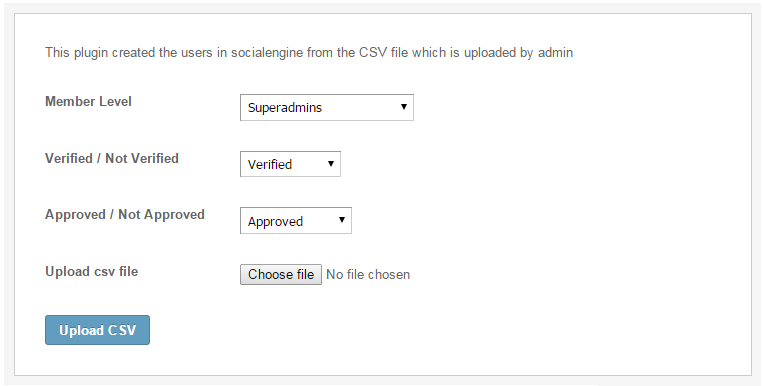 This plugin created the users in socialengine from the CSV file which is uploaded by admin
Member Level Superadmins
Verified / Not Verified Verified
Approved / Not Approved Approved
Upload csv file Choose file No file chosen
Upload CSV